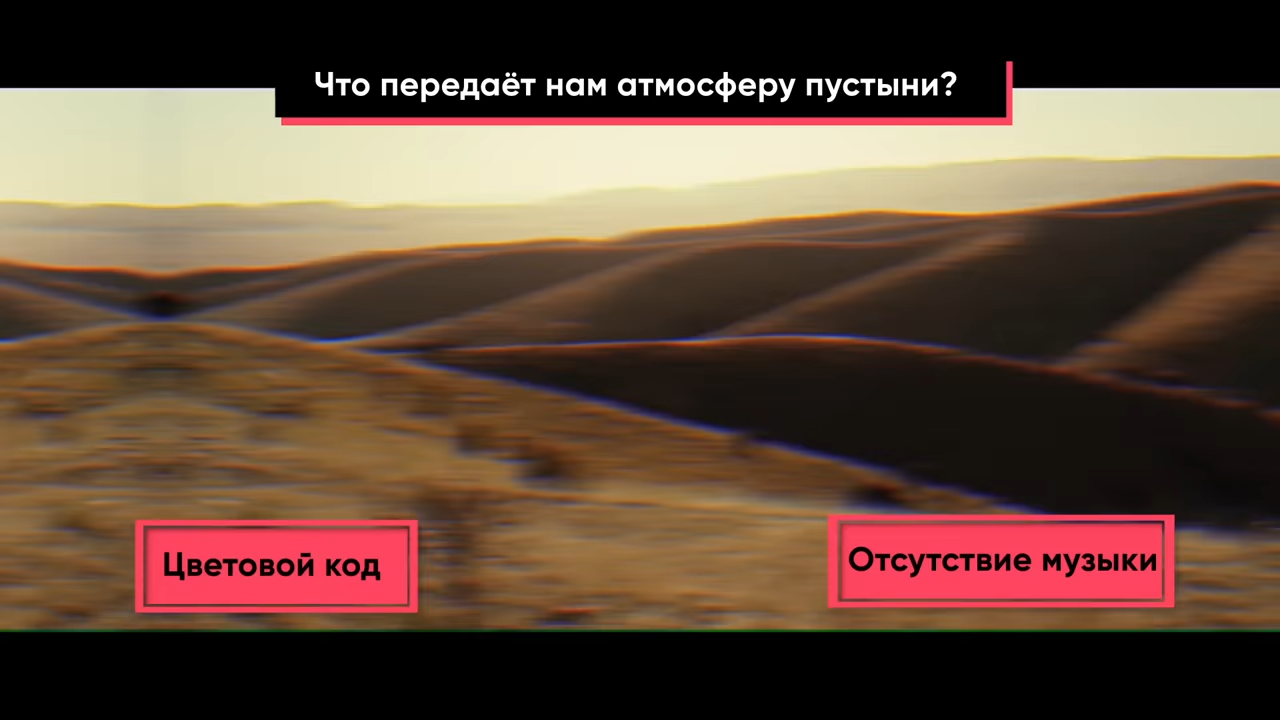 Что передаёт нам атмосферу пустыни?
Цветовой код
Отсутствие музыки